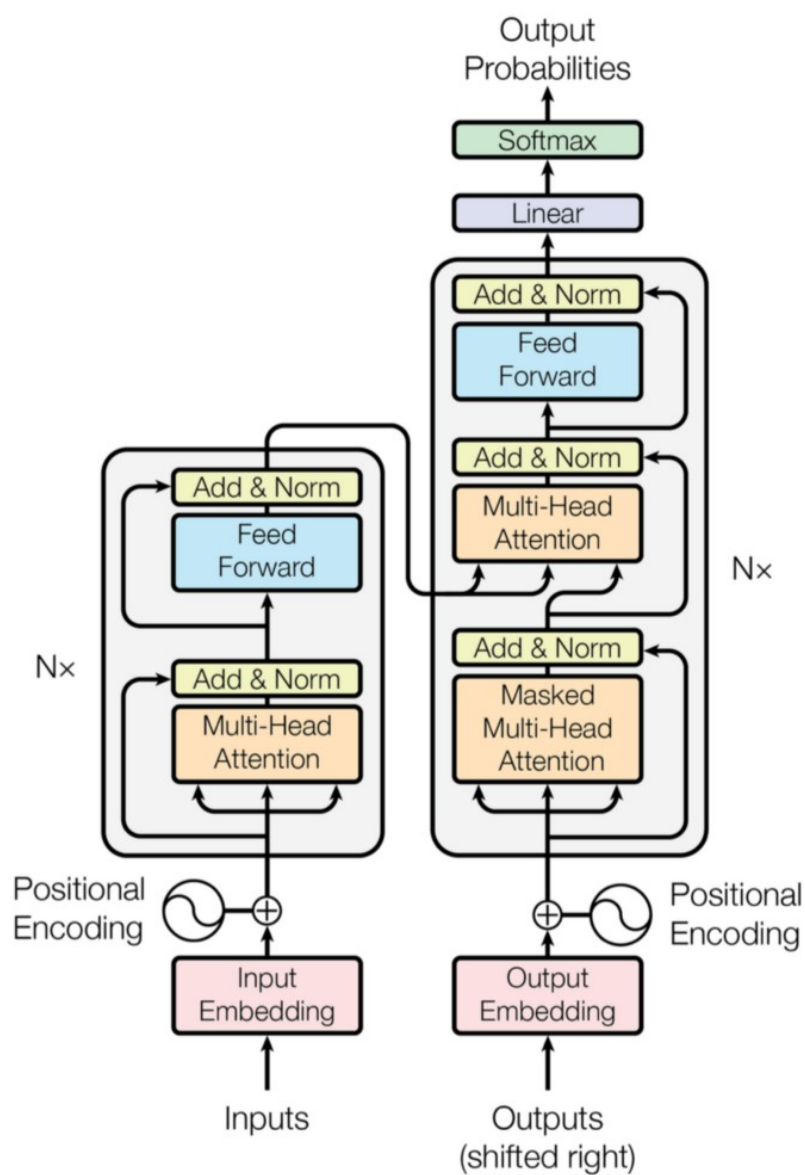 Output
Probabilities
Softmax
Linear
Add & Norm
Feed
Forward
Add & Norm
Multi-Head
Attention
Add & Norm
Masked
Multi-Head
Attention
N×
Add & Norm
Feed
Forward
Add & Norm
Multi-Head
Attention
N×
Positional
Encoding
Positional
Encoding
Input
Embedding
Output
Embedding
Inputs
Outputs
(shifted right)